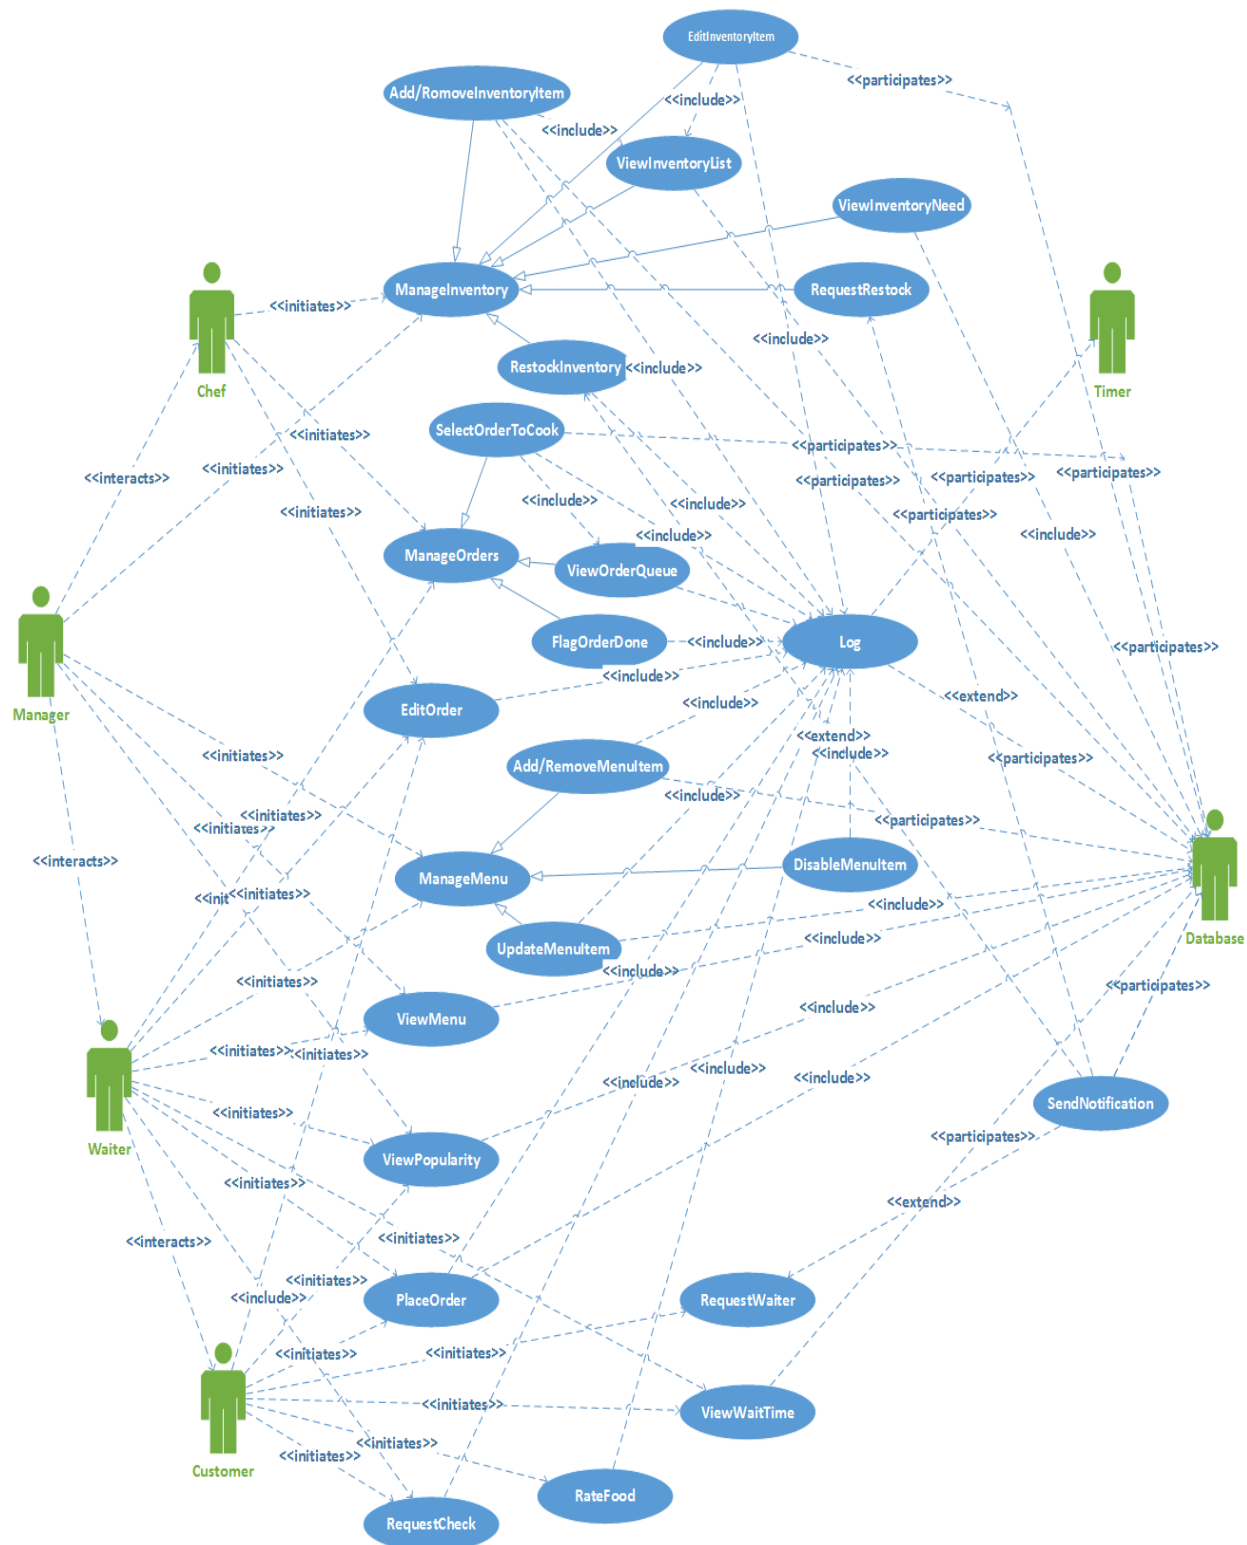 EditInventoryItem
<<participates>>
Add/RomoveInventoryItem
<<include>>
<<include>>
ViewInventoryList
ViewInventoryNeed
ManageInventory
RequestRestock
<<initiates>>
<<include>>
RestockInventory
<<include>>
Chef
Timer
SelectOrderToCook
<<initiates>>
<<participates>>
<<initiates>>
<<interacts>>
<<participates>>
<<participates>>
<<participates>>
<<include>>
<<include>>
<<initiates>>
<<participates>>
<<include>>
<<include>>
ManageOrders
ViewOrderQueue
FlagOrderDone
<<include>>
Log
<<participates>>
<<include>>
<<extend>>
EditOrder
<<include>>
Manager
<<extend>>
<<initiates>>
<<include>>
<<participates>>
Add/RemoveMenuItem
<<include>>
<<initiates>>
<<initiates>>
<<participates>>
<<interacts>>
DisableMenuItem
ManageMenu
<<init
<<initiates>>
<<include>>
Database
<<include>>
UpdateMenuItem
<<include>>
<<initiates>>
<<participates>>
<<include>>
ViewMenu
<<initiates>>
<<initiates>>
<<include>>
<<include>>
<<include>>
SendNotification
<<initiates>>
<<participates>>
Waiter
ViewPopularity
<<initiates>>
<<extend>>
<<initiates>>
<<interacts>>
<<initiates>>
<<include>>
PlaceOrder
RequestWaiter
<<initiates>>
<<initiates>>
<<initiates>>
ViewWaitTime
<<initiates>>
<<initiates>>
Customer
RateFood
RequestCheck